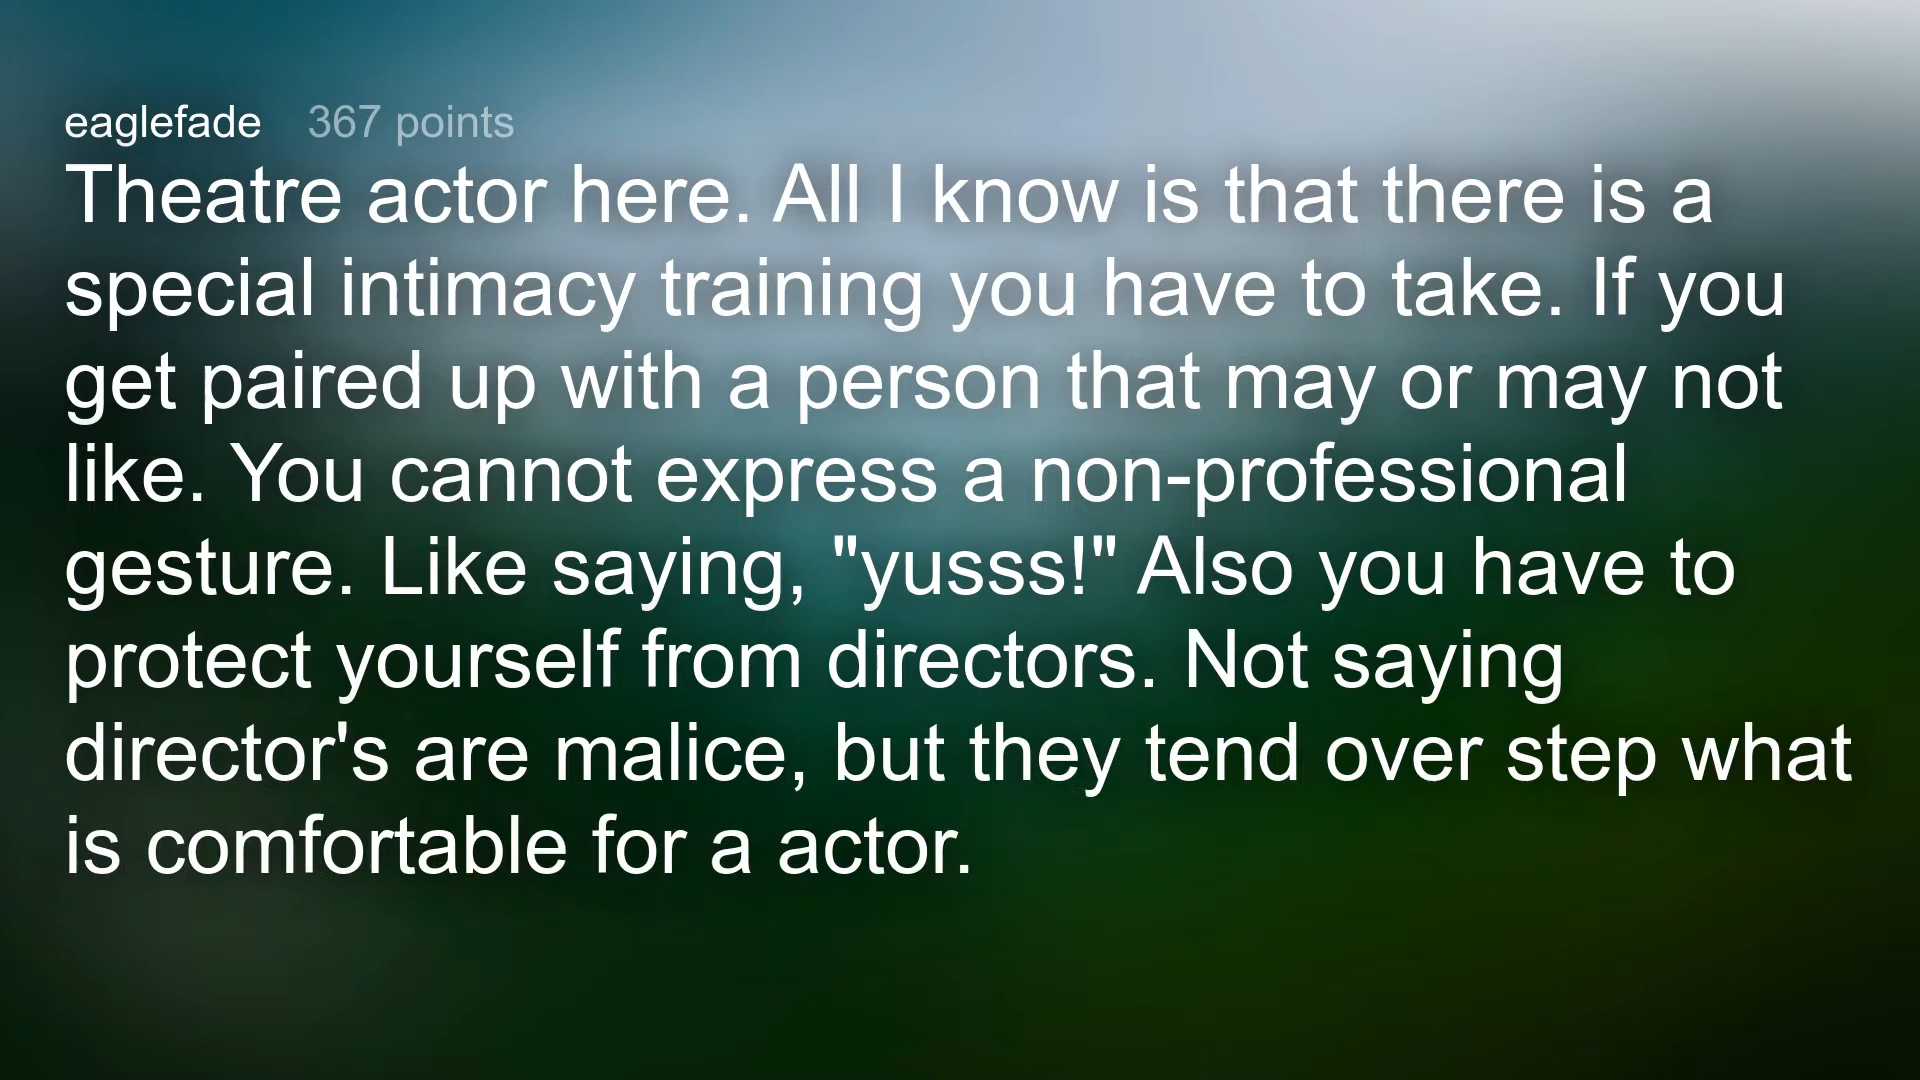 eaglefade 367 points
Theatre actor here. All I know is that there is a
special intimacy training you have to take. If you
get paired up with a person that may or may not
like. You cannot express a non-professional
gesture. Like saying, "yusss!" Also you have to
protect yourself from directors. Not saying
director's are malice, but they tend over step what
is comfortable for a actor.